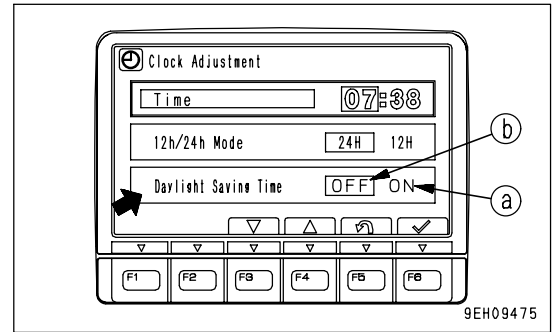 Clock Adjustment
Time 07:38
12h/24h Mode 24H 12H
Daylight Saving Time OFF ON
b
a
F1 F2 F3 F4 F5 F6
9EH09475